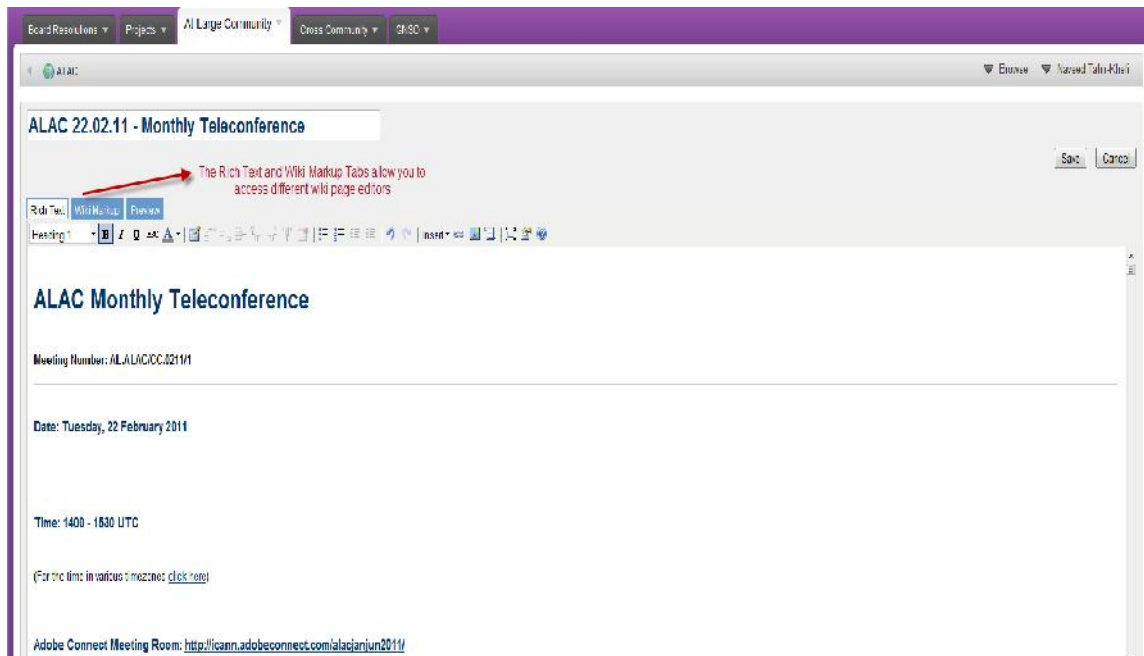 Board Resolutions Projects At Large Community Cross Community GNSO
ALAC Browse
ALAC 22.02.11 - Monthly Teleconference
Save Cancel
The Rich Text and Wiki Markup Tabs allow you to
access different wiki page editors
Rich Text Wiki Markup Preview
Heading 1 B I U ABC A Insert
ALAC Monthly Teleconference
Meeting Number: AL.ALAC/CC.0211/1
Date: Tuesday, 22 February 2011
Time: 1400 - 1530 UTC
(For the time in various timezones click here)
Adobe Connect Meeting Room: http://icann.adobeconnect.com/alacjanjun2011/